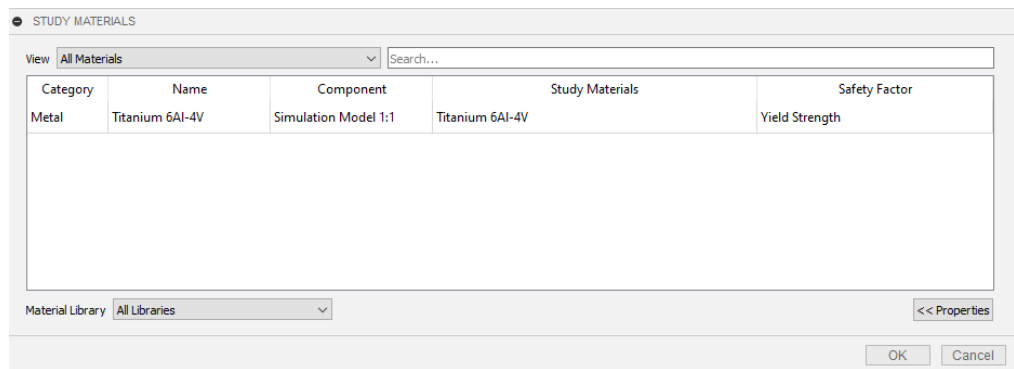 STUDY MATERIALS
View All Materials Search...
Category Name Component Study Materials Safety Factor
Metal Titanium 6Al-4V Simulation Model 1:1 Titanium 6Al-4V Yield Strength
Material Library All Libraries << Properties
OK Cancel